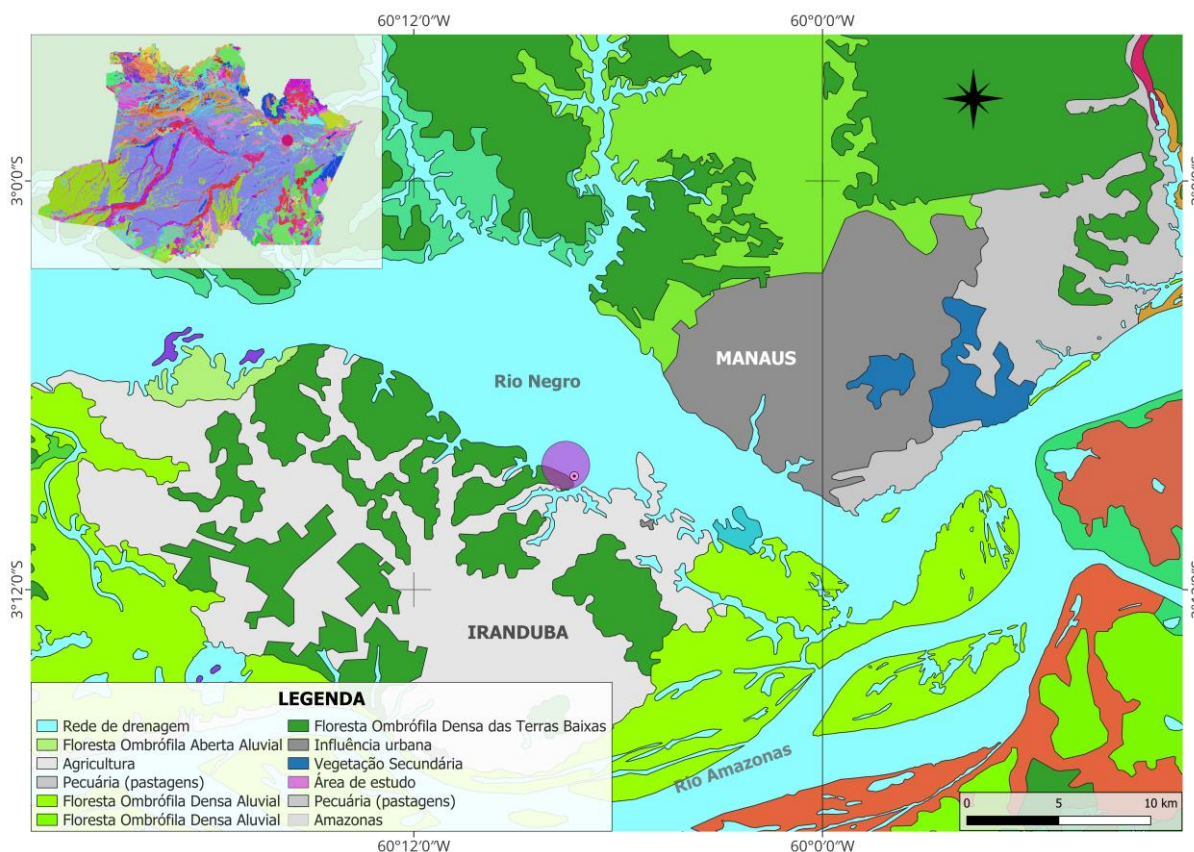 60°12′0″W
60°0′0″W
3°0′0″S
MANAUS
Rio Negro
3°12′0″S
IRANDUBA
Rio Amazonas
LEGENDA
Rede de drenagem
Floresta Ombrófila Aberta Aluvial
Agricultura
Pecuária (pastagens)
Floresta Ombrófila Densa Aluvial
Floresta Ombrófila Densa Aluvial
Floresta Ombrófila Densa das Terras Baixas
Influência urbana
Vegetação Secundária
Área de estudo
Pecuária (pastagens)
Amazonas
0 5 10 km
60°12′0″W
60°0′0″W